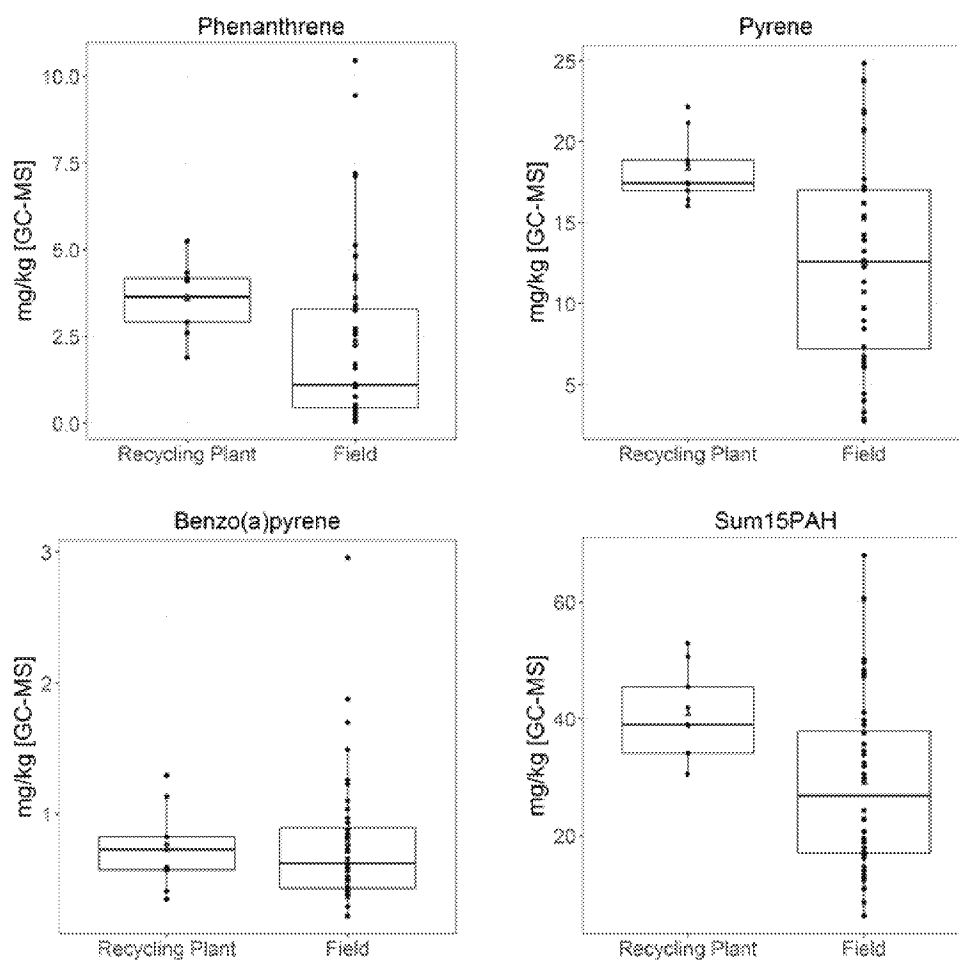 Phenanthrene
mg/kg [GC-MS]
10.0
7.5
5.0
2.5
0.0
Recycling Plant
Field
Pyrene
mg/kg [GC-MS]
25
20
15
10
5
Recycling Plant
Field
Benzo(a)pyrene
mg/kg [GC-MS]
3
2
1
Recycling Plant
Field
Sum15PAH
mg/kg [GC-MS]
60
40
20
Recycling Plant
Field